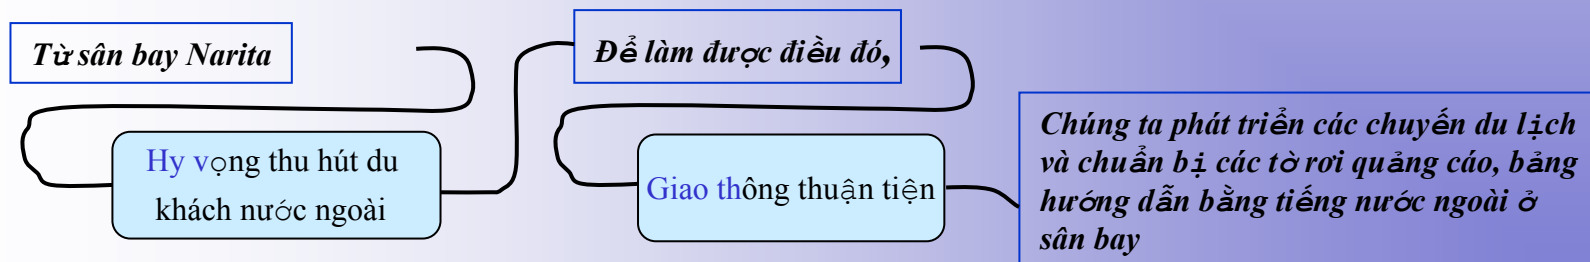 Từ sân bay Narita
Hy vọng thu hút du
khách nước ngoài
Để làm được điều đó,
Giao thông thuận tiện
Chúng ta phát triển các chuyến du lịch
và chuẩn bị các tờ rơi quảng cáo, bảng
hướng dẫn bằng tiếng nước ngoài ở
sân bay